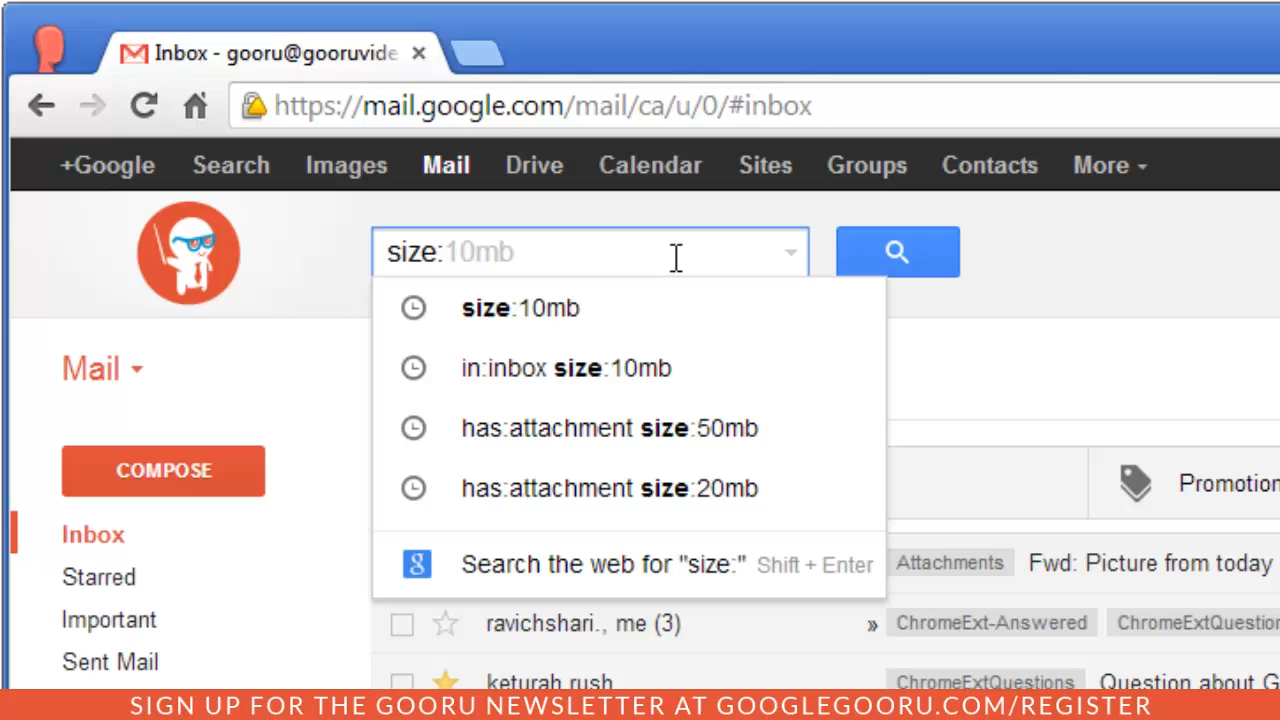 Inbox - gooru@gooruvide
https://mail.google.com/mail/ca/u/0/#inbox
+Google Search Images Mail Drive Calendar Sites Groups Contacts More
size:10mb
size:10mb
in:inbox size:10mb
has:attachment size:50mb
has:attachment size:20mb
Search the web for "size:" Shift + Enter
Mail
COMPOSE
Inbox
Starred
Important
Sent Mail
Promotion
Attachments Fwd: Picture from today
ravichshari., me (3) » ChromeExt-Answered ChromeExtQuestion
keturah rush ChromeExtQuestions Question about G
SIGN UP FOR THE GOORU NEWSLETTER AT GOOGLEGOORU.COM/REGISTER